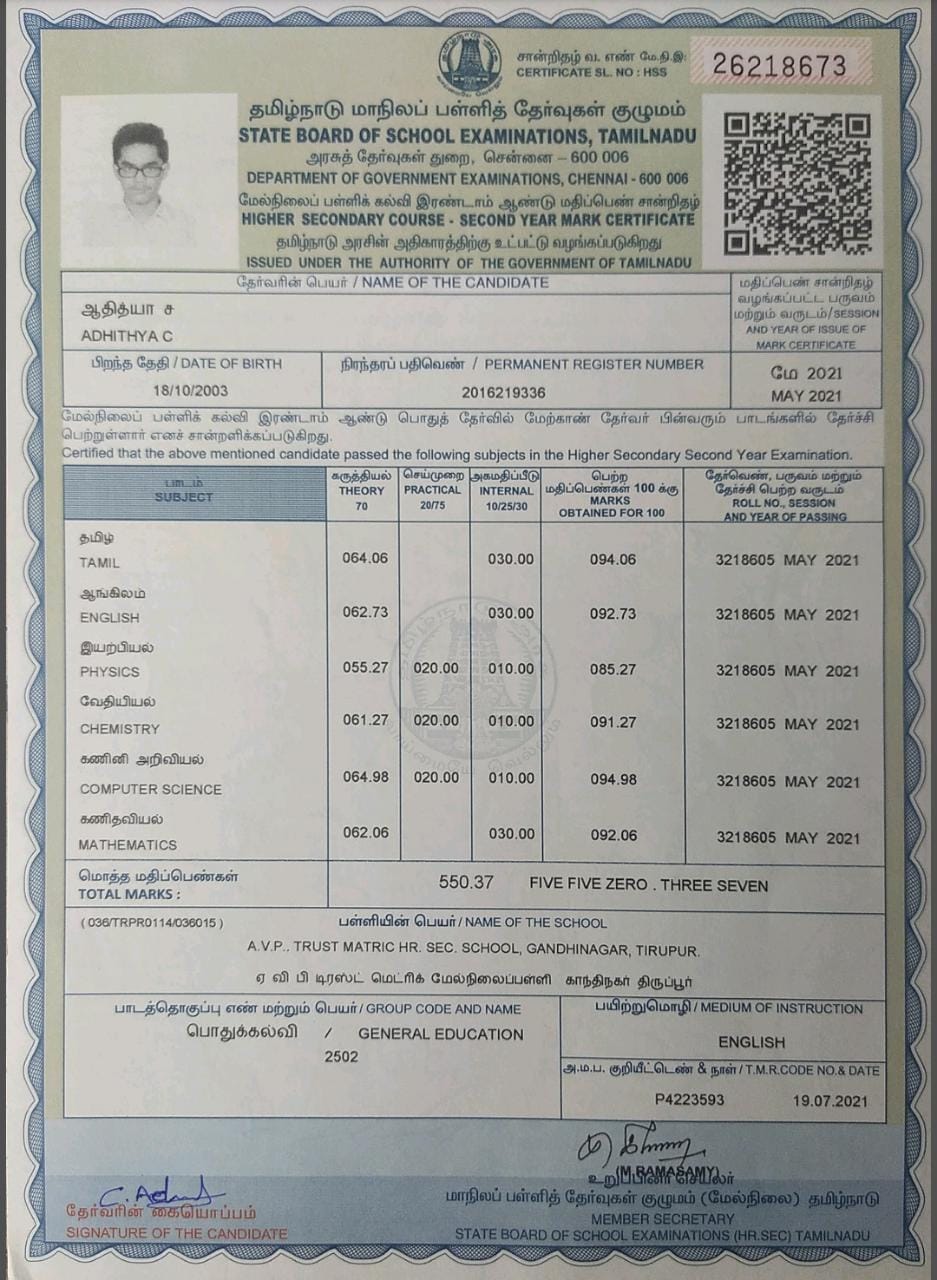 சான்றிதழ் வ. எண் மே.நி.இ:
CERTIFICATE SL. NO : HSS
26218673
தமிழ்நாடு மாநிலப் பள்ளித் தேர்வுகள் குழுமம்
STATE BOARD OF SCHOOL EXAMINATIONS, TAMILNADU
அரசுத் தேர்வுகள் துறை, சென்னை – 600 006
DEPARTMENT OF GOVERNMENT EXAMINATIONS, CHENNAI - 600 006
மேல்நிலைப் பள்ளிக் கல்வி இரண்டாம் ஆண்டு மதிப்பெண் சான்றிதழ்
HIGHER SECONDARY COURSE - SECOND YEAR MARK CERTIFICATE
தமிழ்நாடு அரசின் அதிகாரத்திற்கு உட்பட்டு வழங்கப்படுகிறது
ISSUED UNDER THE AUTHORITY OF THE GOVERNMENT OF TAMILNADU
தேர்வரின் பெயர் / NAME OF THE CANDIDATE
ஆதித்யா ச
ADHITHYA C
மதிப்பெண் சான்றிதழ்
வழங்கப்பட்ட பருவம்
மற்றும் வருடம்/SESSION
AND YEAR OF ISSUE OF
MARK CERTIFICATE
பிறந்த தேதி / DATE OF BIRTH
18/10/2003
நிரந்தரப் பதிவெண் / PERMANENT REGISTER NUMBER
2016219336
மே 2021
MAY 2021
மேல்நிலைப் பள்ளிக் கல்வி இரண்டாம் ஆண்டு பொதுத் தேர்வில் மேற்காண் தேர்வர் பின்வரும் பாடங்களில் தேர்ச்சி
பெற்றுள்ளார் எனச் சான்றளிக்கப்படுகிறது.
Certified that the above mentioned candidate passed the following subjects in the Higher Secondary Second Year Examination.
பாடம்
SUBJECT
கருத்தியல்
THEORY
70
செய்முறை
PRACTICAL
20/75
அகமதிப்பீடு
INTERNAL
10/25/30
பெற்ற
மதிப்பெண்கள் 100 க்கு
MARKS
OBTAINED FOR 100
தேர்வெண், பருவம் மற்றும்
தேர்ச்சி பெற்ற வருடம்
ROLL NO., SESSION
AND YEAR OF PASSING
தமிழ்
TAMIL 064.06 030.00 094.06 3218605 MAY 2021
ஆங்கிலம்
ENGLISH 062.73 030.00 092.73 3218605 MAY 2021
இயற்பியல்
PHYSICS 055.27 020.00 010.00 085.27 3218605 MAY 2021
வேதியியல்
CHEMISTRY 061.27 020.00 010.00 091.27 3218605 MAY 2021
கணினி அறிவியல்
COMPUTER SCIENCE 064.98 020.00 010.00 094.98 3218605 MAY 2021
கணிதவியல்
MATHEMATICS 062.06 030.00 092.06 3218605 MAY 2021
மொத்த மதிப்பெண்கள்
TOTAL MARKS :
550.37 FIVE FIVE ZERO . THREE SEVEN
( 036/TRPR0114/036015 ) பள்ளியின் பெயர் / NAME OF THE SCHOOL
A.V.P.. TRUST MATRIC HR. SEC. SCHOOL, GANDHINAGAR, TIRUPUR.
ஏ வி பி டிரஸ்ட் மெட்ரிக் மேல்நிலைப்பள்ளி காந்திநகர் திருப்பூர்
பாடத்தொகுப்பு எண் மற்றும் பெயர் / GROUP CODE AND NAME
பொதுக்கல்வி / GENERAL EDUCATION
2502
பயிற்றுமொழி / MEDIUM OF INSTRUCTION
ENGLISH
அ.ம.ப. குறியீட்டெண் & நாள் / T.M.R.CODE NO.& DATE
P4223593 19.07.2021
(M.RAMASAMY)
உறுப்பினர் செயலர்
மாநிலப் பள்ளித் தேர்வுகள் குழுமம் (மேல்நிலை) தமிழ்நாடு
MEMBER SECRETARY
STATE BOARD OF SCHOOL EXAMINATIONS (HR.SEC) TAMILNADU
தேர்வரின் கையொப்பம்
SIGNATURE OF THE CANDIDATE